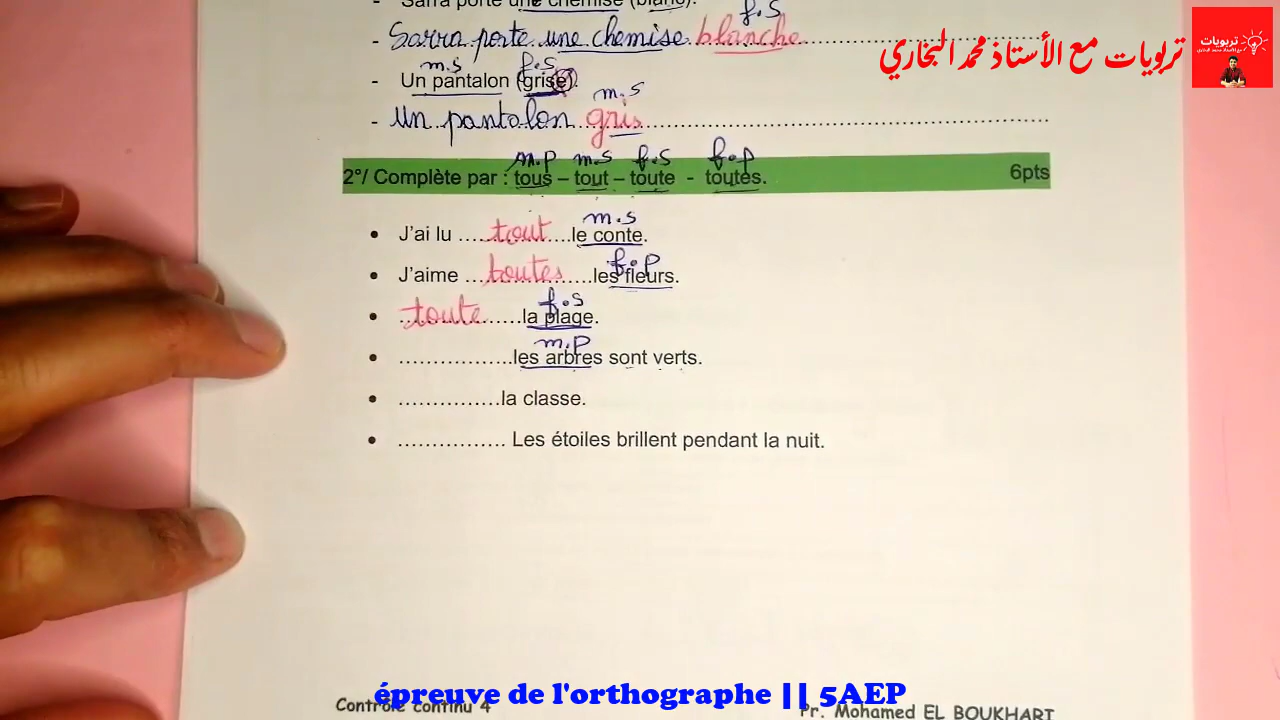 - Sarra porte une chemise (blanc).
f.s
- Sarra porte une chemise blanche
تربويات مع الأستاذ محمد البخاري
تربويات
m.s f.s
- Un pantalon (grise).
m.s
- Un pantalon gris
m.p m.s f.s f.p
2°/ Complète par : tous – tout – toute - toutes. 6pts
m.s
• J'ai lu …tout…le conte.
f.p
• J'aime …toutes…les fleurs.
f.s
• toute……la plage.
m.p
• ……………les arbres sont verts.
• ……………la classe.
• …………… Les étoiles brillent pendant la nuit.
épreuve de l'orthographe || 5AEP
Contrôle continu 4 Pr. Mohamed EL BOUKHARI